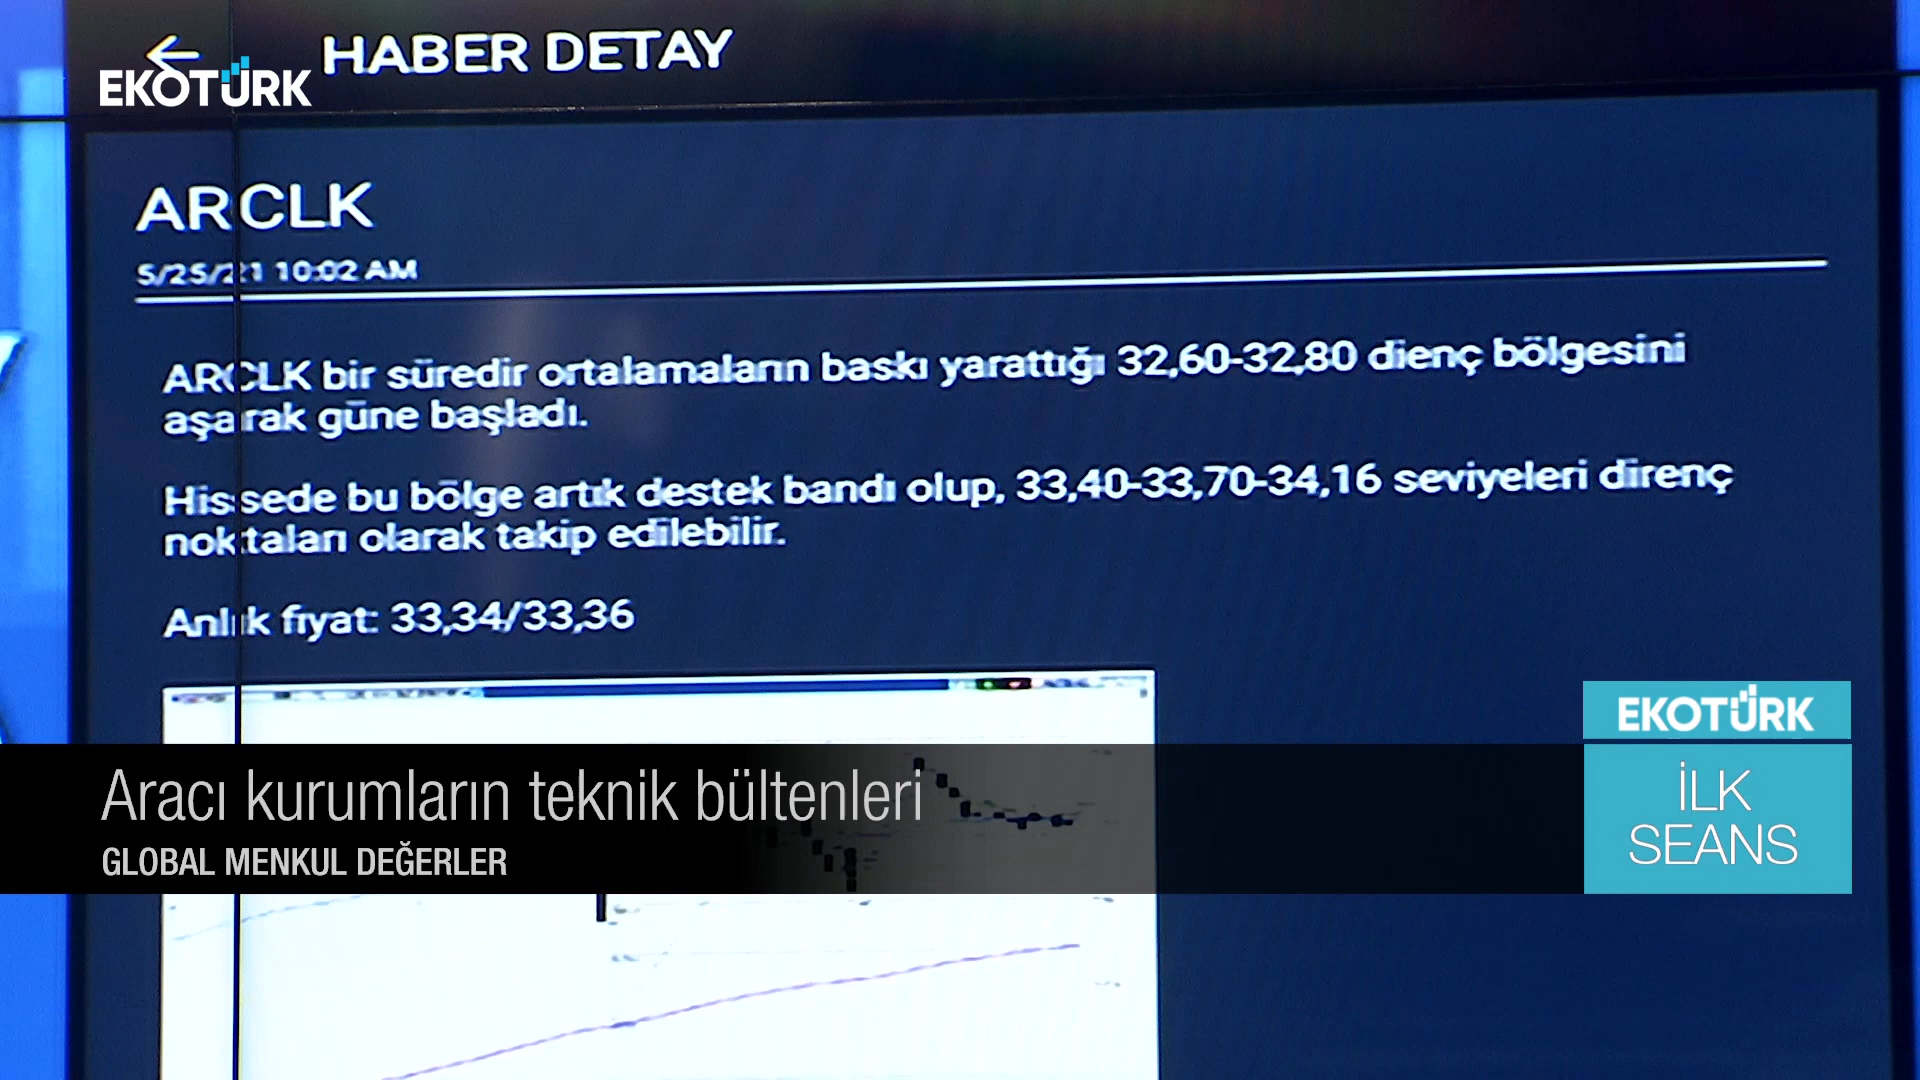 HABER DETAY
EKOTÜRK
ARCLK
5/25/21 10:02 AM
ARCLK bir süredir ortalamaların baskı yarattığı 32,60-32,80 dienç bölgesini
aşarak güne başladı.
Hissede bu bölge artık destek bandı olup, 33,40-33,70-34,16 seviyeleri direnç
noktaları olarak takip edilebilir.
Anlık fiyat: 33,34/33,36
EKOTÜRK
İLK
SEANS
Aracı kurumların teknik bültenleri
GLOBAL MENKUL DEĞERLER